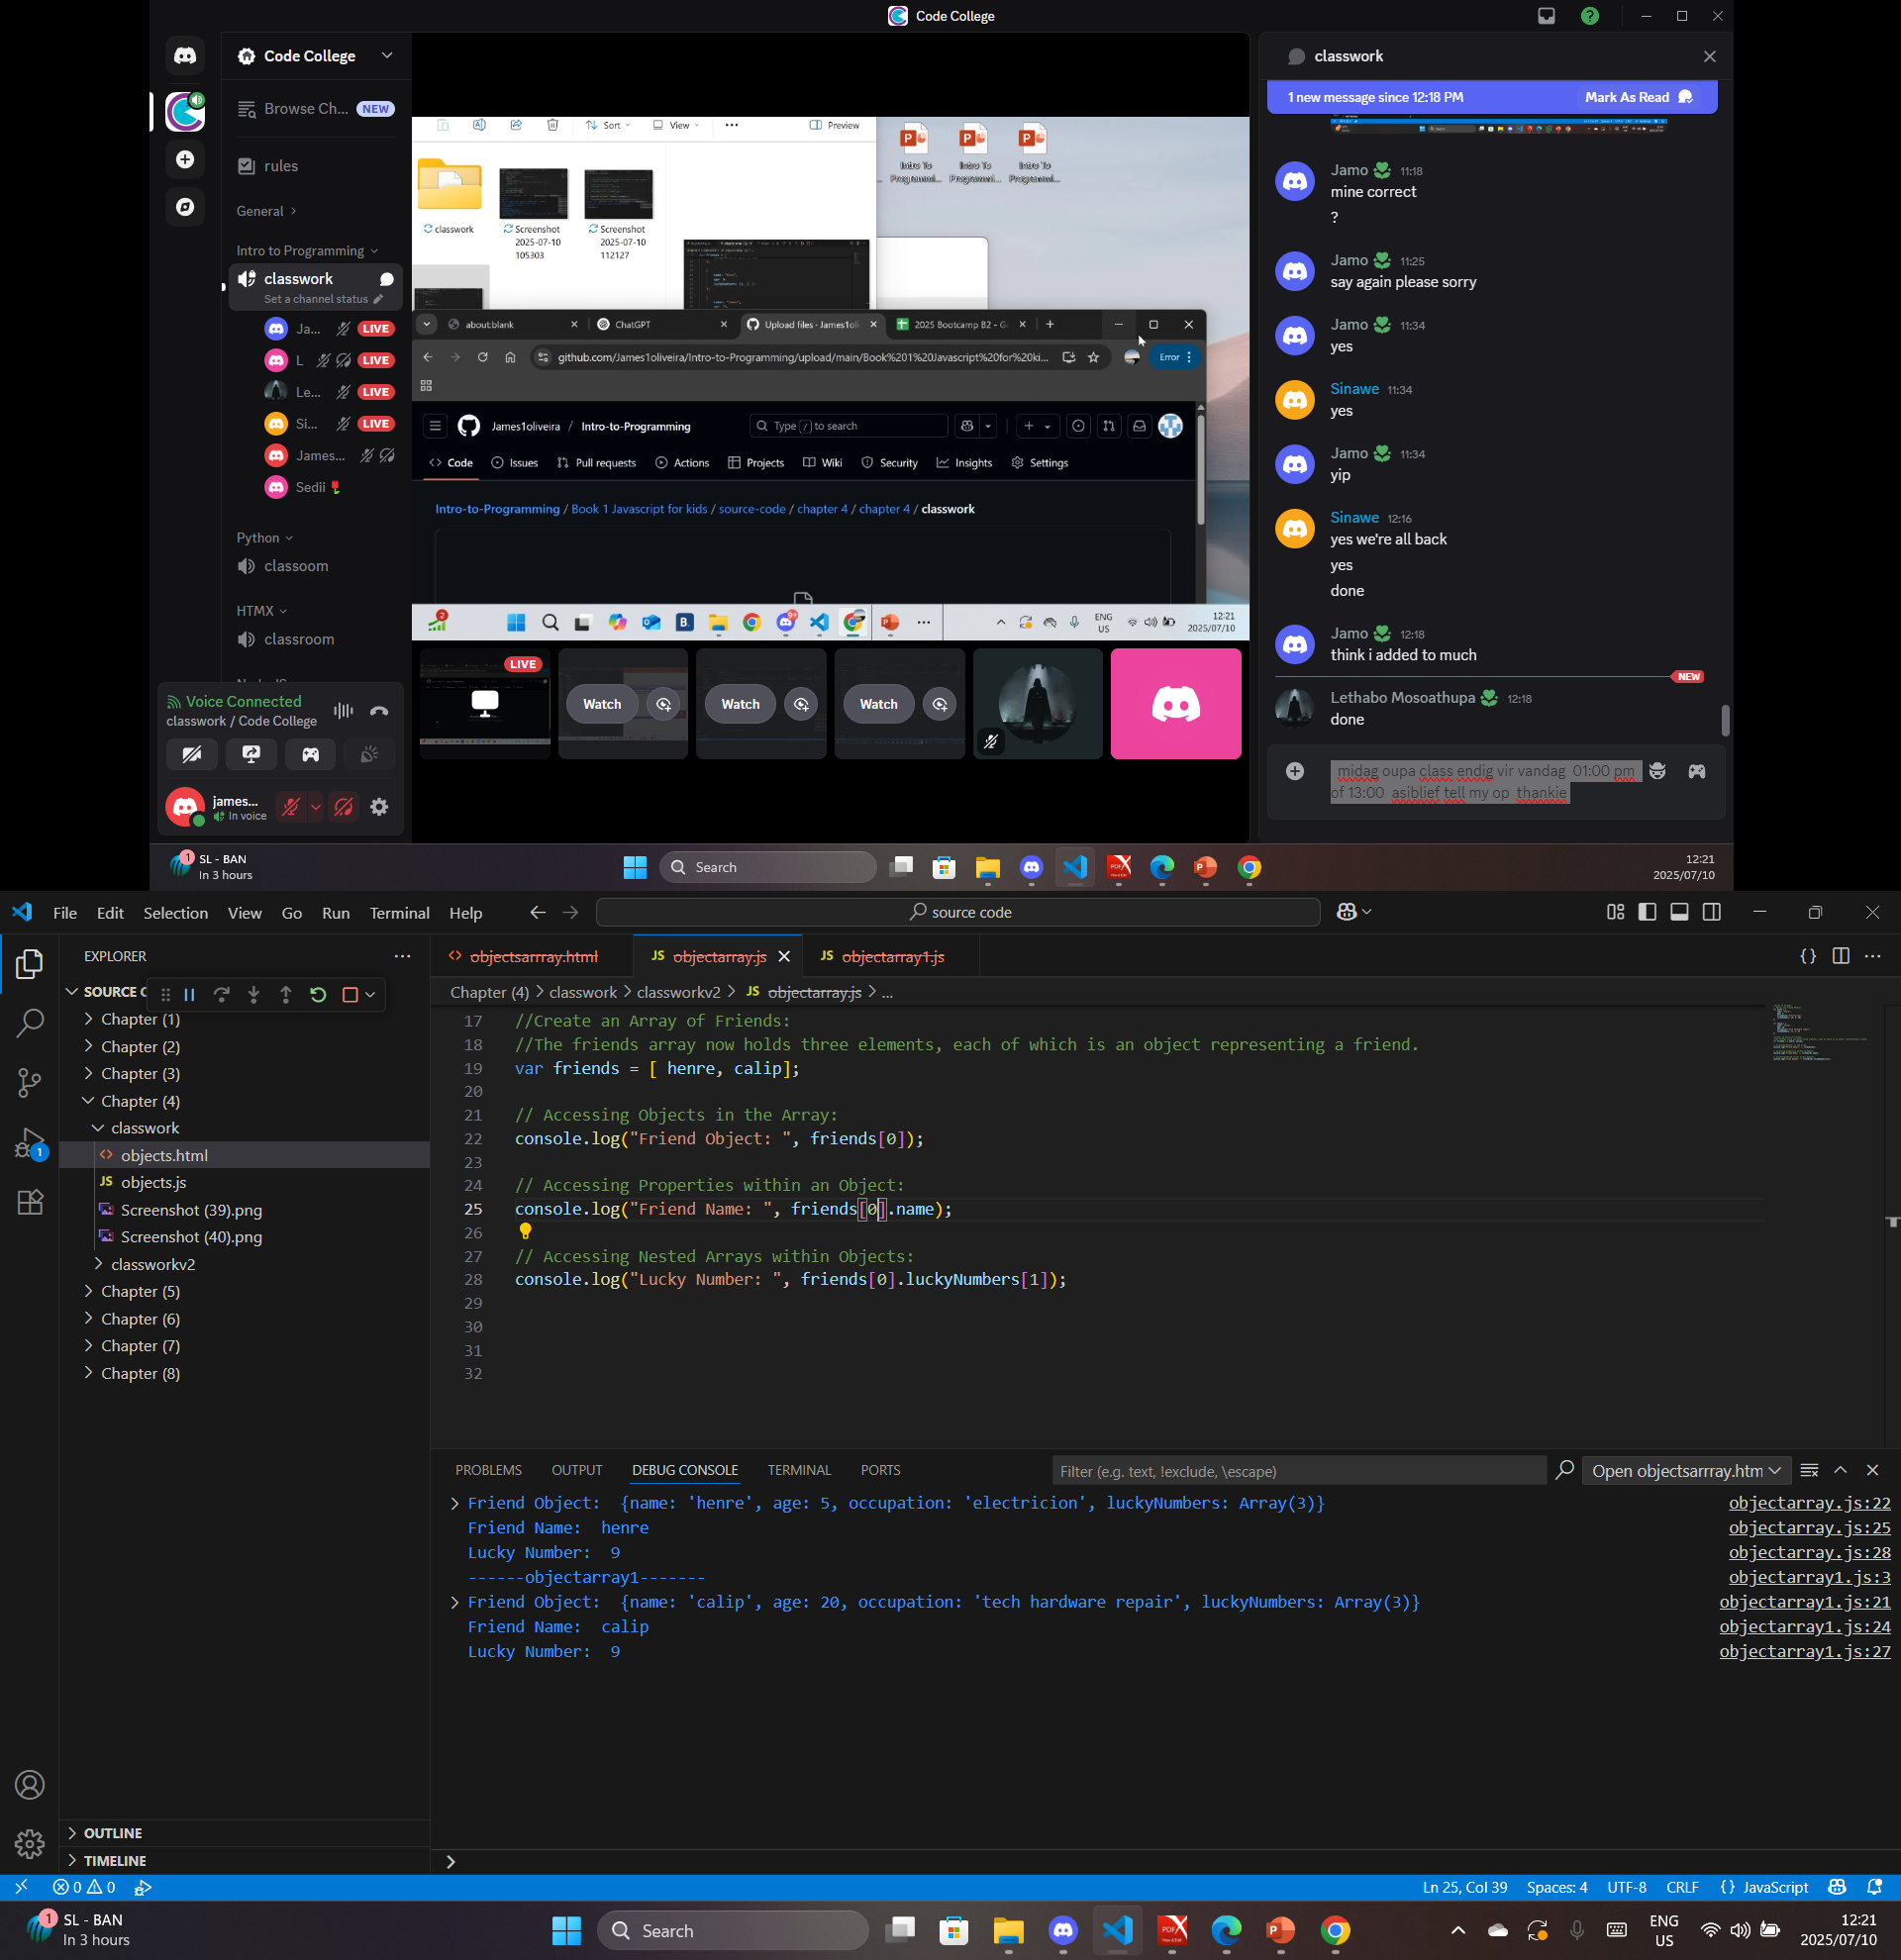 Code College
Code College
Browse Ch... NEW
rules
General
Intro to Programming
classwork
Set a channel status
Ja... LIVE
L LIVE
Le... LIVE
Si... LIVE
James...
Sedii
Python
classoom
HTMX
classroom
Voice Connected
classwork / Code College
james...
In voice
Sort View ... Preview
classwork
Screenshot
2025-07-10
105303
Screenshot
2025-07-10
112127
Intro To
Programmi...
Intro To
Programmi...
Intro To
Programmi...
about:blank ChatGPT Upload files · James1oli 2025 Bootcamp B2 - G
github.com/James1oliveira/Intro-to-Programming/upload/main/Book%201%20Javascript%20for%20ki... Error
James1oliveira / Intro-to-Programming
Type / to search
Code Issues Pull requests Actions Projects Wiki Security Insights Settings
Intro-to-Programming / Book 1 Javascript for kids / source-code / chapter 4 / chapter 4 / classwork
2
B.
9+
ENG
US
12:21
2025/07/10
LIVE
Watch
Watch
Watch
classwork
1 new message since 12:18 PM Mark As Read
Jamo 11:18
mine correct
?
Jamo 11:25
say again please sorry
Jamo 11:34
yes
Sinawe 11:34
yes
Jamo 11:34
yip
Sinawe 12:16
yes we're all back
yes
done
Jamo 12:18
think i added to much
NEW
Lethabo Mosoathupa 12:18
done
midag oupa class endig vir vandag 01:00 pm
of 13:00 asiblief tell my op thankie
1
SL - BAN
In 3 hours
Search
12:21
2025/07/10
File Edit Selection View Go Run Terminal Help
source code
EXPLORER
SOURCE C
Chapter (1)
Chapter (2)
Chapter (3)
Chapter (4)
classwork
objects.html
JS objects.js
Screenshot (39).png
Screenshot (40).png
classworkv2
Chapter (5)
Chapter (6)
Chapter (7)
Chapter (8)
1
OUTLINE
TIMELINE
objectsarrray.html JS objectarray.js JS objectarray1.js
Chapter (4) > classwork > classworkv2 > JS objectarray.js > ...
17 //Create an Array of Friends:
18 //The friends array now holds three elements, each of which is an object representing a friend.
19 var friends = [ henre, calip];
20
21 // Accessing Objects in the Array:
22 console.log("Friend Object: ", friends[0]);
23
24 // Accessing Properties within an Object:
25 console.log("Friend Name: ", friends[0].name);
26
27 // Accessing Nested Arrays within Objects:
28 console.log("Lucky Number: ", friends[0].luckyNumbers[1]);
29
30
31
32
PROBLEMS OUTPUT DEBUG CONSOLE TERMINAL PORTS
Filter (e.g. text, !exclude, \escape)
Open objectsarrray.htm
Friend Object: {name: 'henre', age: 5, occupation: 'electricion', luckyNumbers: Array(3)} objectarray.js:22
Friend Name: henre objectarray.js:25
Lucky Number: 9 objectarray.js:28
------objectarray1------- objectarray1.js:3
Friend Object: {name: 'calip', age: 20, occupation: 'tech hardware repair', luckyNumbers: Array(3)} objectarray1.js:21
Friend Name: calip objectarray1.js:24
Lucky Number: 9 objectarray1.js:27
0 0
Ln 25, Col 39 Spaces: 4 UTF-8 CRLF {} JavaScript
1
SL - BAN
In 3 hours
Search
ENG
US
12:21
2025/07/10